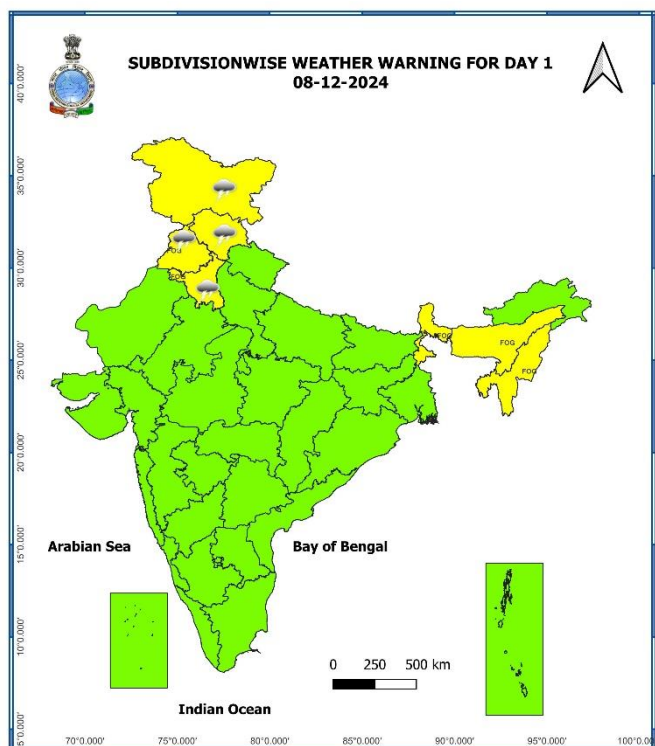 SUBDIVISIONWISE WEATHER WARNING FOR DAY 1
08-12-2024
40°0.000'
35°0.000'
30°0.000'
FOG
FOG
FOG
FOG
25°0.000'
20°0.000'
Arabian Sea
Bay of Bengal
15°0.000'
10°0.000'
0 250 500 km
Indian Ocean
5°0.000'
70°0.000' 75°0.000' 80°0.000' 85°0.000' 90°0.000' 95°0.000' 100°0.000'